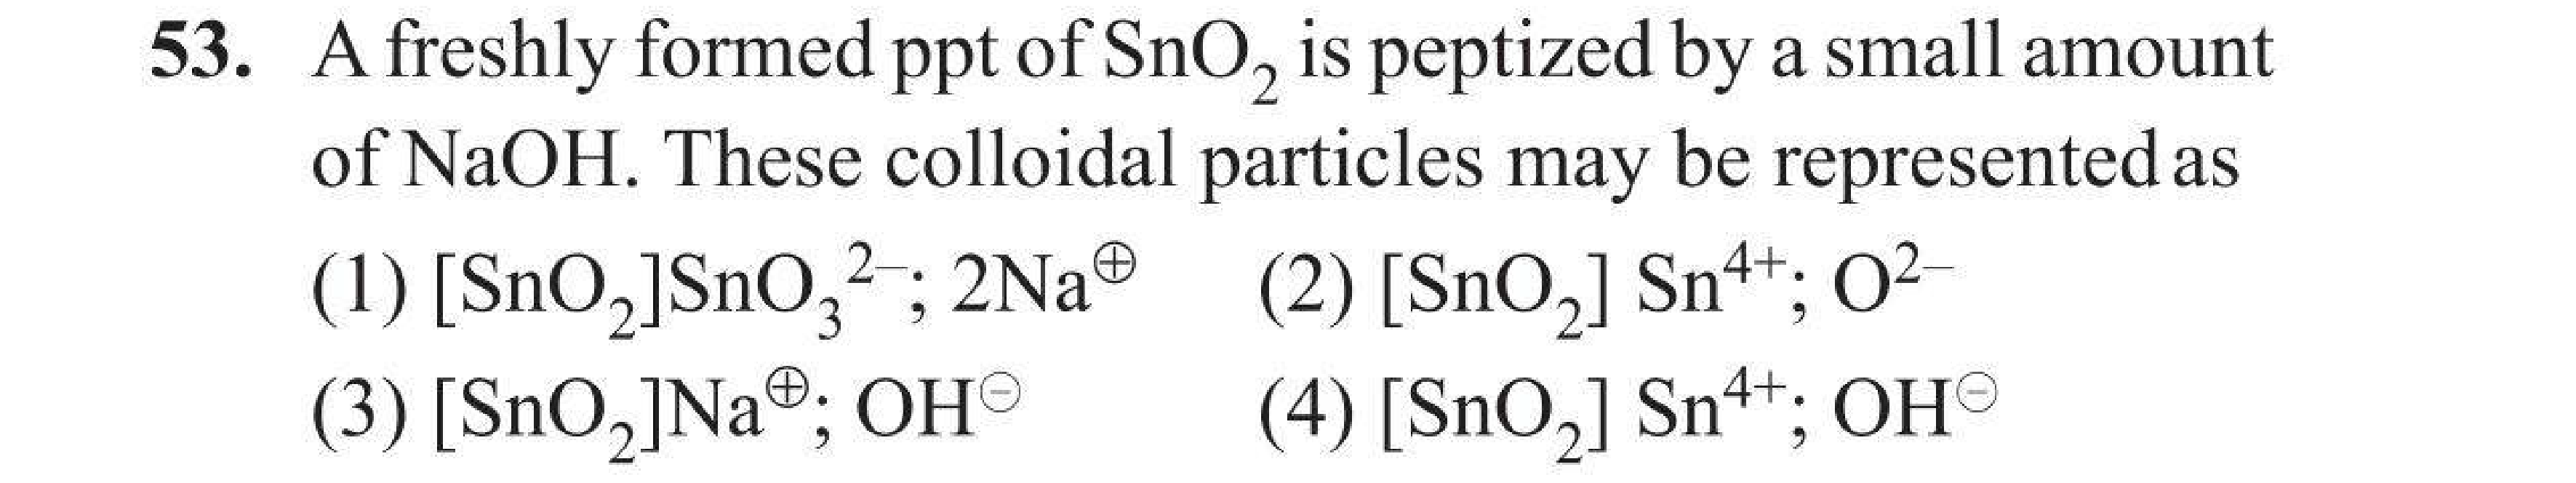 53. A freshly formed ppt of SnO₂ is peptized by a small amount
of NaOH. These colloidal particles may be represented as
(1) [SnO₂]SnO₃²⁻; 2Na⊕ (2) [SnO₂] Sn⁴⁺; O²⁻
(3) [SnO₂]Na⊕; OH⊖ (4) [SnO₂] Sn⁴⁺; OH⊖